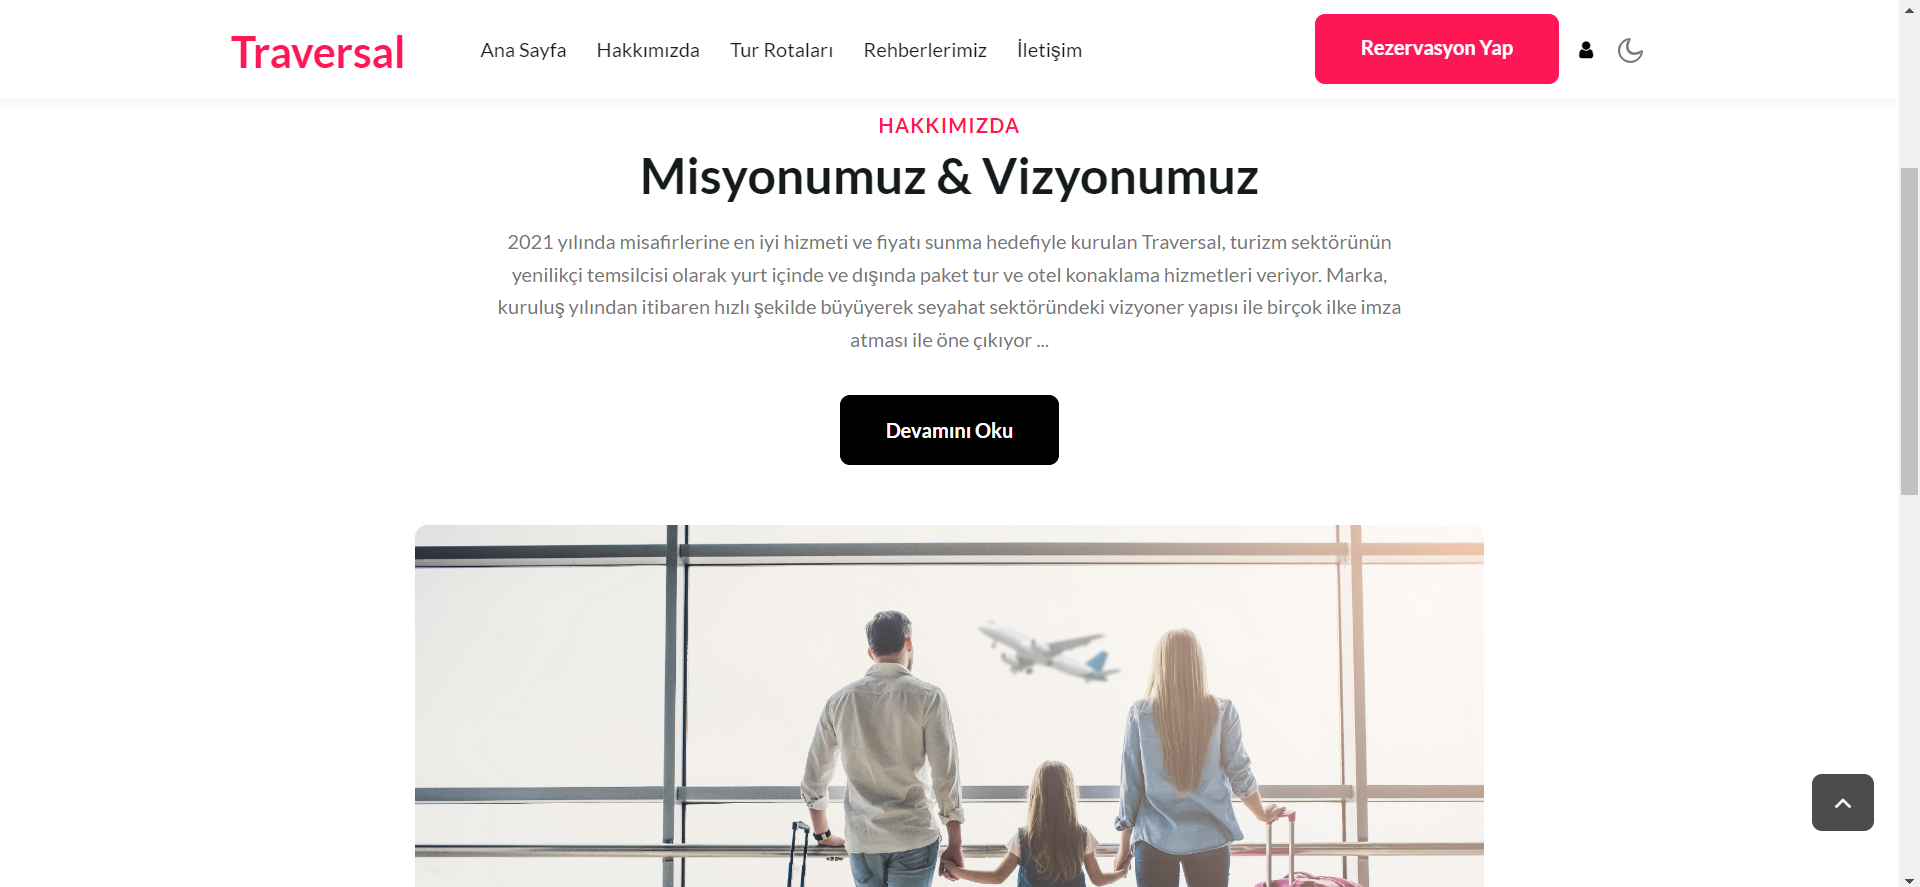 Traversal
Ana Sayfa
Hakkımızda
Tur Rotaları
Rehberlerimiz
İletişim
Rezervasyon Yap
HAKKIMIZDA
Misyonumuz & Vizyonumuz
2021 yılında misafirlerine en iyi hizmeti ve fiyatı sunma hedefiyle kurulan Traversal, turizm sektörünün
yenilikçi temsilcisi olarak yurt içinde ve dışında paket tur ve otel konaklama hizmetleri veriyor. Marka,
kuruluş yılından itibaren hızlı şekilde büyüyerek seyahat sektöründeki vizyoner yapısı ile birçok ilke imza
atması ile öne çıkıyor ...
Devamını Oku